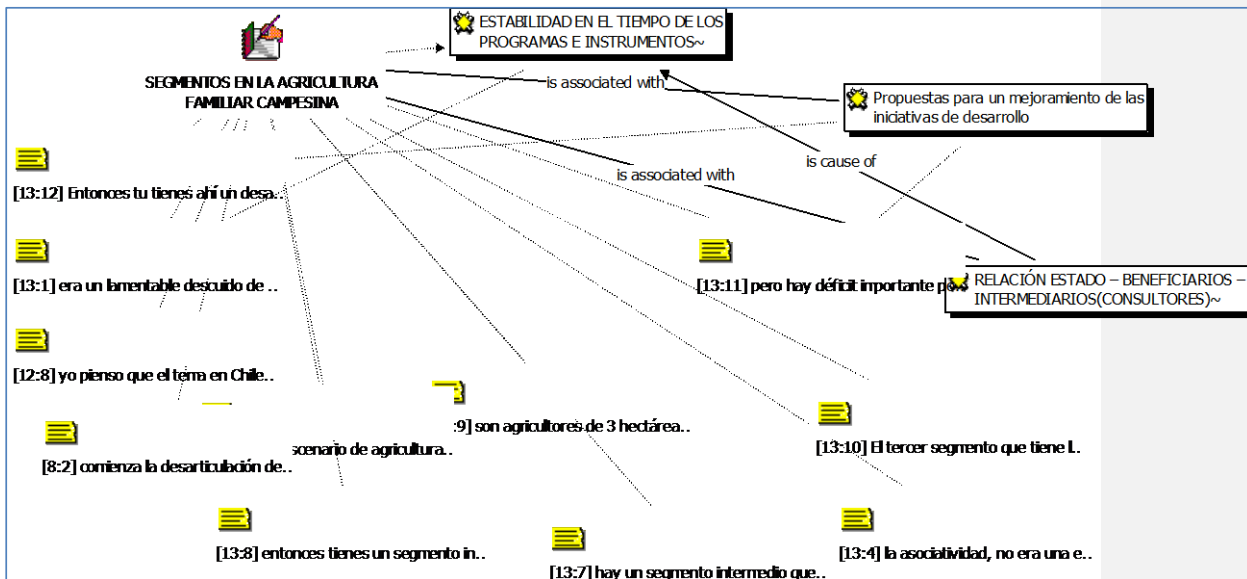 ESTABILIDAD EN EL TIEMPO DE LOS
PROGRAMAS E INSTRUMENTOS~
SEGMENTOS EN LA AGRICULTURA
FAMILIAR CAMPESINA
is associated with
Propuestas para un mejoramiento de las
iniciativas de desarrollo
is cause of
is associated with
[13:12] Entonces tu tienes ahí un desa..
[13:1] era un lamentable descuido de ..
[13:11] pero hay déficit importante po..
RELACIÓN ESTADO – BENEFICIARIOS –
INTERMEDIARIOS(CONSULTORES)~
[12:8] yo pienso que el tema en Chile..
:9] son agricultores de 3 hectárea..
[13:10] El tercer segmento que tiene l..
scenario de agricultura..
[8:2] comienza la desarticulación de..
[13:8] entonces tienes un segmento in..
[13:7] hay un segmento intermedio que..
[13:4] la asociatividad, no era una e..